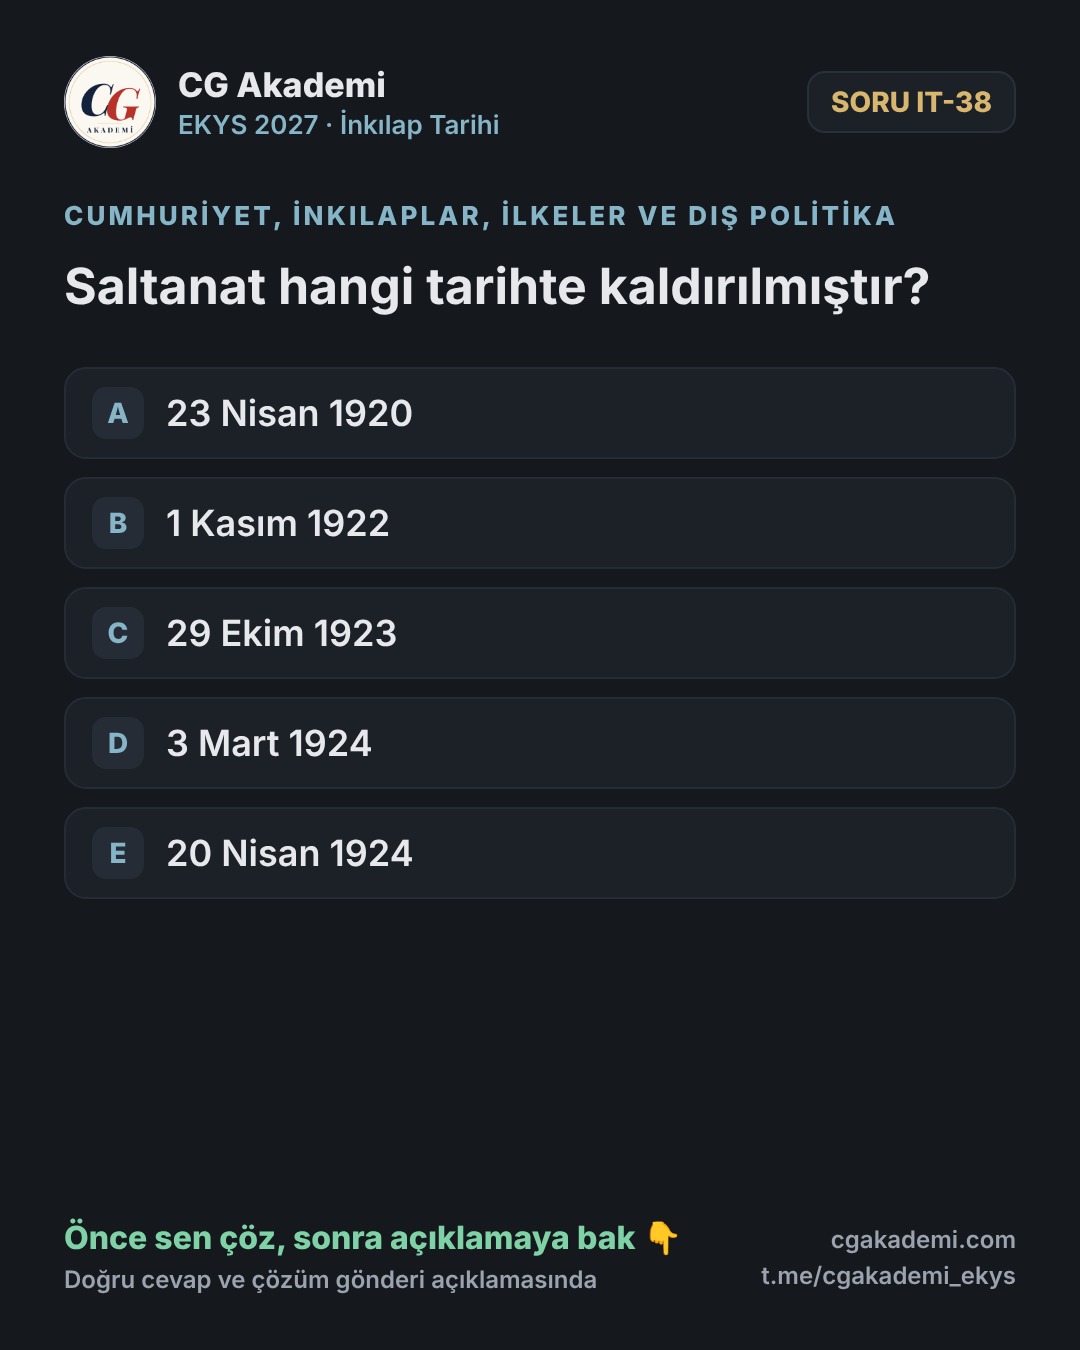 CG
AKADEMİ
CG Akademi
EKYS 2027 · İnkılap Tarihi
SORU IT-38
CUMHURİYET, İNKILAPLAR, İLKELER VE DIŞ POLİTİKA
Saltanat hangi tarihte kaldırılmıştır?
A 23 Nisan 1920
B 1 Kasım 1922
C 29 Ekim 1923
D 3 Mart 1924
E 20 Nisan 1924
Önce sen çöz, sonra açıklamaya bak 👇
Doğru cevap ve çözüm gönderi açıklamasında
cgakademi.com
t.me/cgakademi_ekys